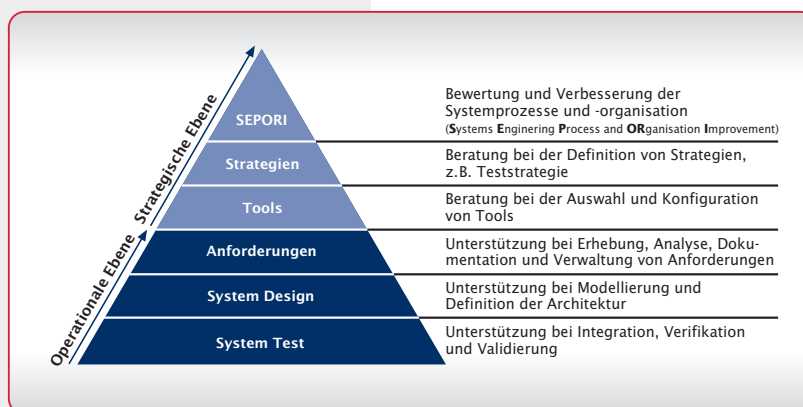 Strategische Ebene
Operationale Ebene
SEPORI
Bewertung und Verbesserung der
Systemprozesse und -organisation
(Systems Enginering Process and ORganisation Improvement)
Strategien
Beratung bei der Definition von Strategien,
z.B. Teststrategie
Tools
Beratung bei der Auswahl und Konfiguration
von Tools
Anforderungen
Unterstützung bei Erhebung, Analyse, Doku-
mentation und Verwaltung von Anforderungen
System Design
Unterstützung bei Modellierung und
Definition der Architektur
System Test
Unterstützung bei Integration, Verifikation
und Validierung